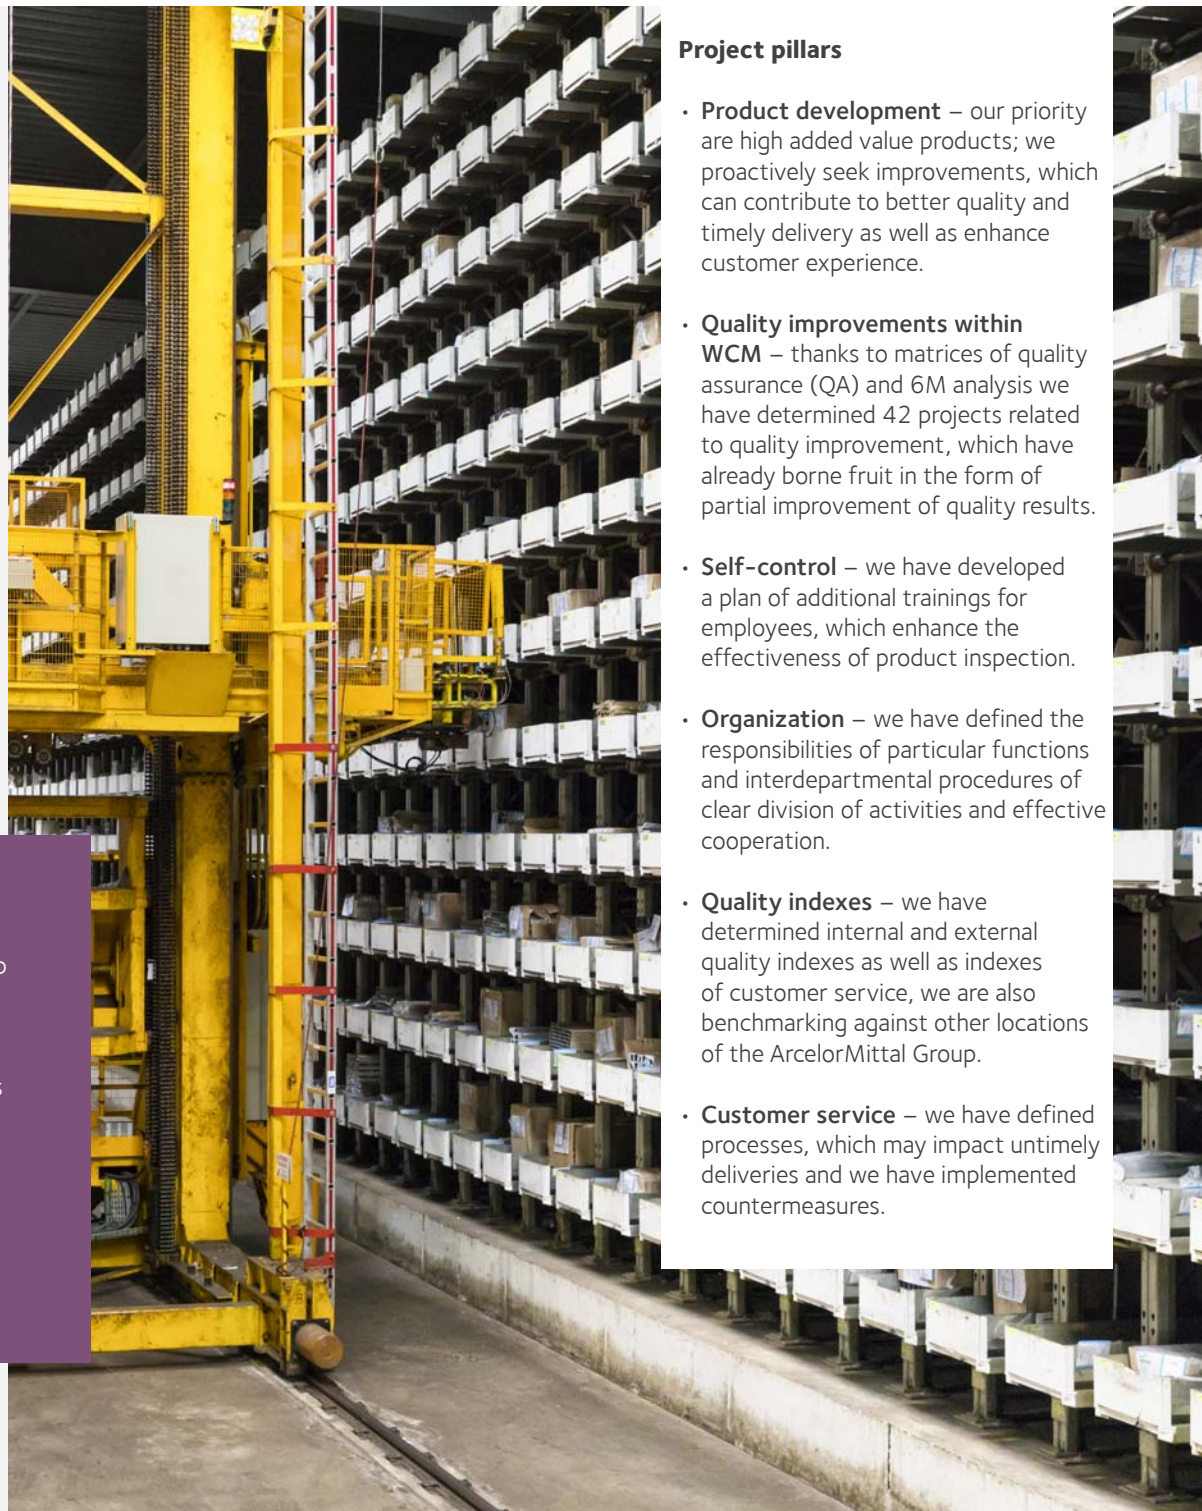 Project pillars
• Product development – our priority
are high added value products; we
proactively seek improvements, which
can contribute to better quality and
timely delivery as well as enhance
customer experience.
• Quality improvements within
WCM – thanks to matrices of quality
assurance (QA) and 6M analysis we
have determined 42 projects related
to quality improvement, which have
already borne fruit in the form of
partial improvement of quality results.
• Self-control – we have developed
a plan of additional trainings for
employees, which enhance the
effectiveness of product inspection.
• Organization – we have defined the
responsibilities of particular functions
and interdepartmental procedures of
clear division of activities and effective
cooperation.
• Quality indexes – we have
determined internal and external
quality indexes as well as indexes
of customer service, we are also
benchmarking against other locations
of the ArcelorMittal Group.
• Customer service – we have defined
processes, which may impact untimely
deliveries and we have implemented
countermeasures.